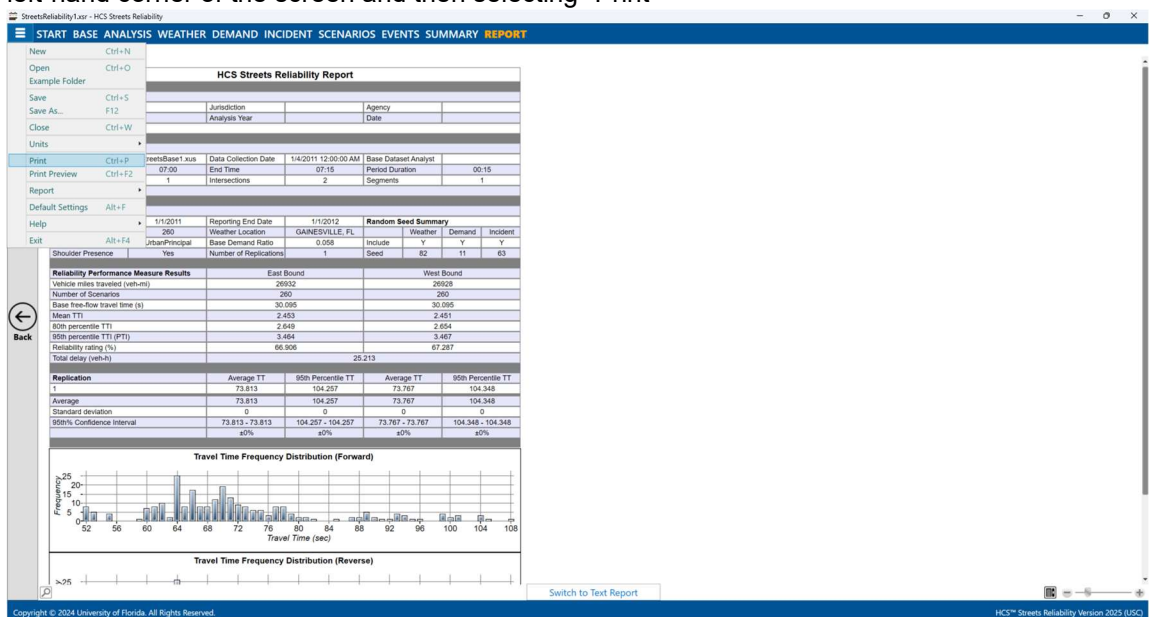 left-hand corner of the screen and then selecting "Print"
StreetsReliability1.xsr - HCS Streets Reliability
START BASE ANALYSIS WEATHER DEMAND INCIDENT SCENARIOS EVENTS SUMMARY REPORT
New Ctrl+N
Open Ctrl+O
Example Folder
Save Ctrl+S
Save As... F12
Close Ctrl+W
Units
Print Ctrl+P
Print Preview Ctrl+F2
Report
Default Settings Alt+F
Help
Exit Alt+F4
HCS Streets Reliability Report
Jurisdiction Agency
Analysis Year Date
reetsBase1.xus Data Collection Date 1/4/2011 12:00:00 AM Base Dataset Analyst
07:00 End Time 07:15 Period Duration 00:15
1 Intersections 2 Segments 1
1/1/2011 Reporting End Date 1/1/2012 Random Seed Summary
260 Weather Location GAINESVILLE, FL Weather Demand Incident
UrbanPrincipal Base Demand Ratio 0.058 Include Y Y Y
Shoulder Presence Yes Number of Replications 1 Seed 82 11 63
Reliability Performance Measure Results East Bound West Bound
Vehicle miles traveled (veh-mi) 26932 26928
Number of Scenarios 260 260
Base free-flow travel time (s) 30.095 30.095
Mean TTI 2.453 2.451
80th percentile TTI 2.649 2.654
95th percentile TTI (PTI) 3.464 3.467
Reliability rating (%) 66.906 67.287
Total delay (veh-h) 25.213
Replication Average TT 95th Percentile TT Average TT 95th Percentile TT
1 73.813 104.257 73.767 104.348
Average 73.813 104.257 73.767 104.348
Standard deviation 0 0 0 0
95th% Confidence Interval 73.813 - 73.813 104.257 - 104.257 73.767 - 73.767 104.348 - 104.348
±0% ±0% ±0% ±0%
Back
Travel Time Frequency Distribution (Forward)
Frequency
25
20
15
10
5
0
52 56 60 64 68 72 76 80 84 88 92 96 100 104 108
Travel Time (sec)
Travel Time Frequency Distribution (Reverse)
25
Switch to Text Report
Copyright © 2024 University of Florida. All Rights Reserved. HCS™ Streets Reliability Version 2025 (USC)